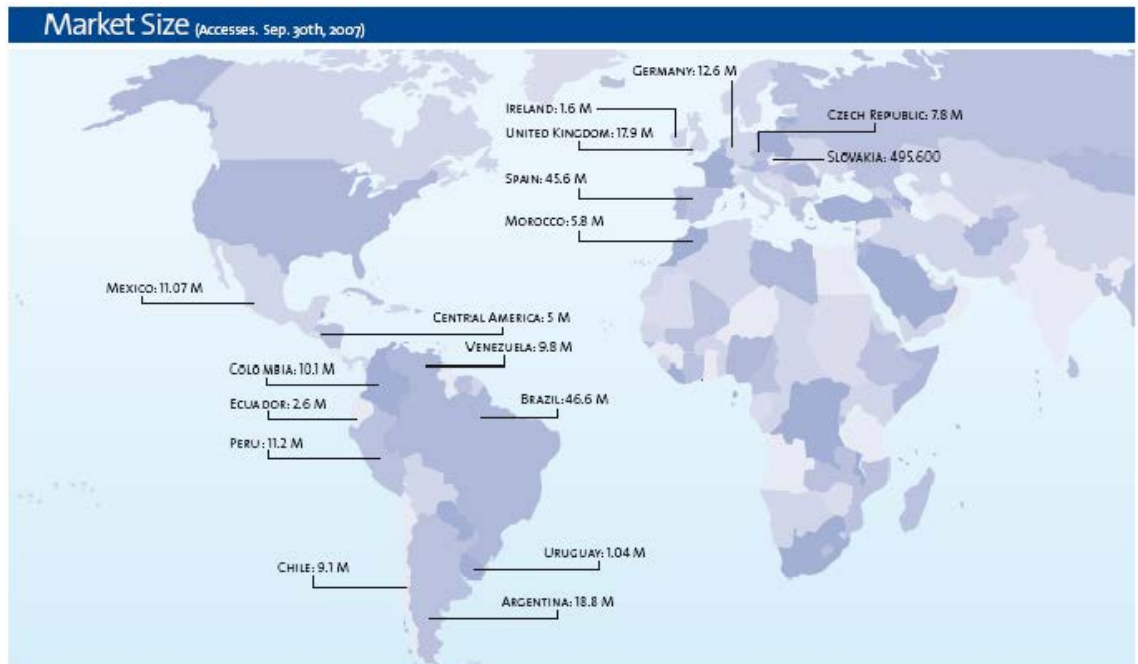 Market Size (Accesses. Sep. 30th, 2007)
Germany: 12.6 M
Ireland: 1.6 M
Czech Republic: 7.8 M
United Kingdom: 17.9 M
Slovakia: 495.600
Spain: 45.6 M
Morocco: 5.8 M
Mexico: 11.07 M
Central America: 5 M
Venezuela: 9.8 M
Colombia: 10.1 M
Ecuador: 2.6 M
Brazil: 46.6 M
Peru: 11.2 M
Uruguay: 1.04 M
Chile: 9.1 M
Argentina: 18.8 M